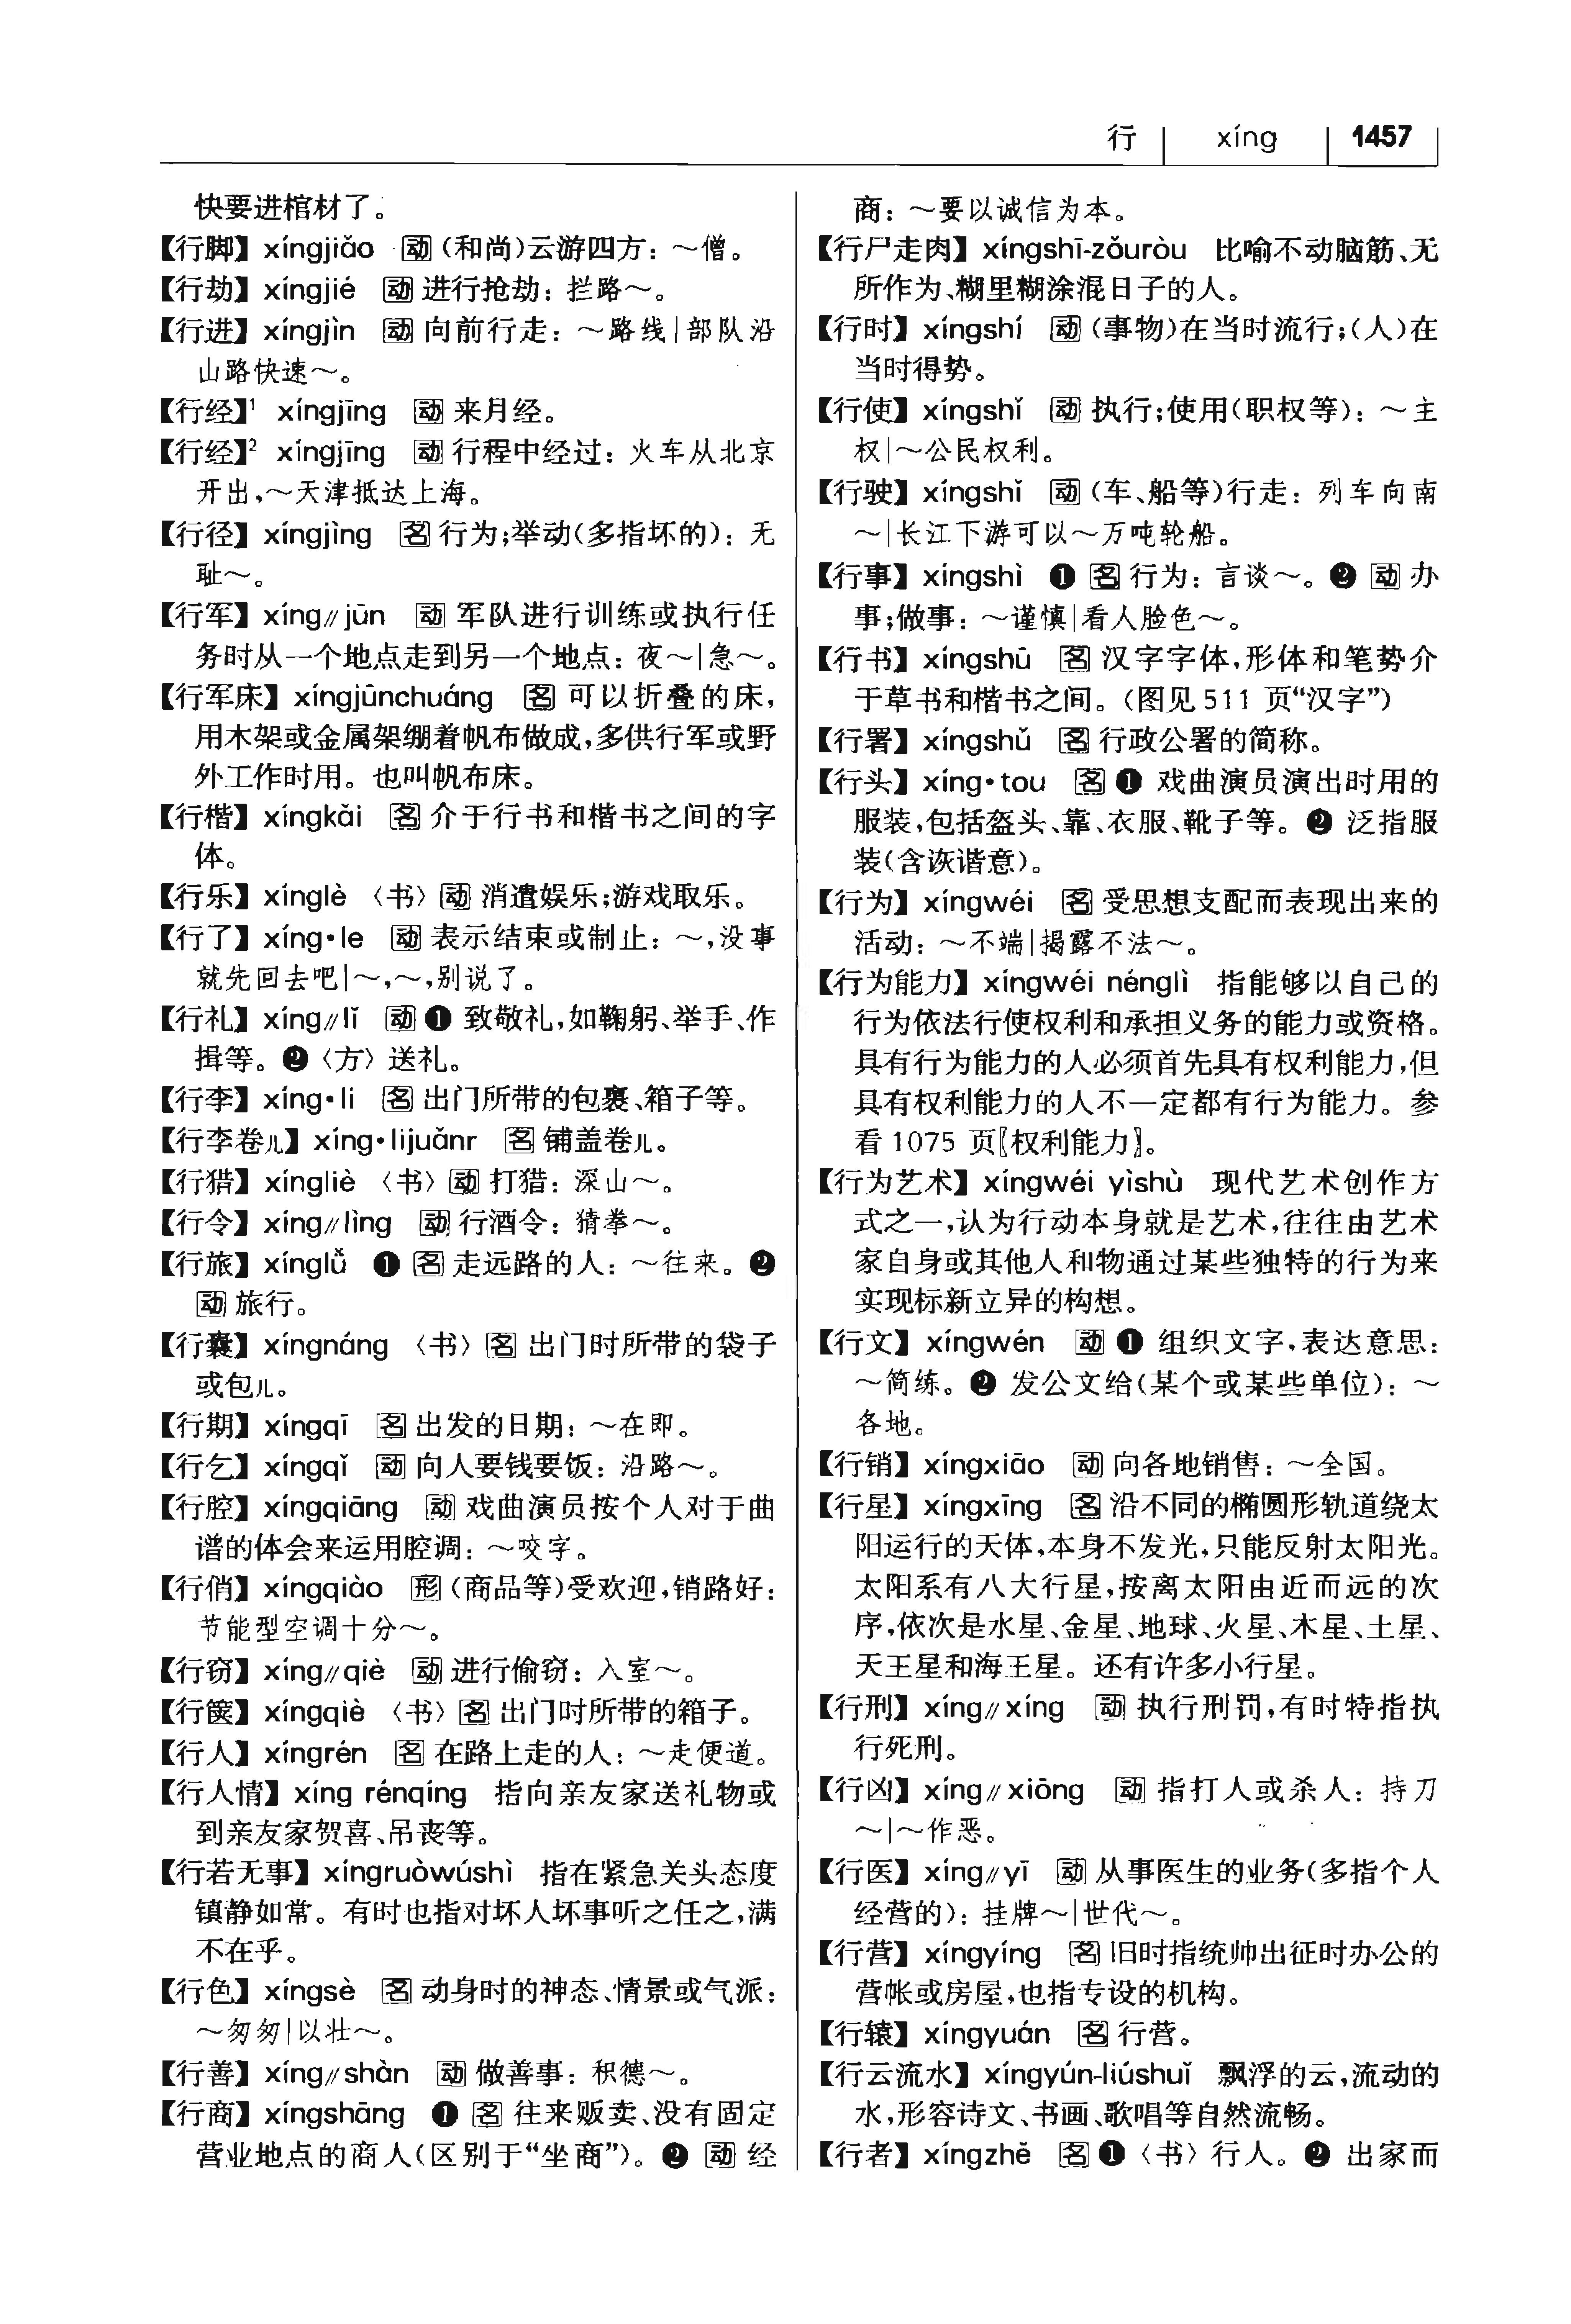 行 xíng 1457
快要进棺材了。
【行脚】xíngjiǎo 动（和尚）云游四方：～僧。
【行劫】xíngjié 动 进行抢劫：拦路～。
【行进】xíngjìn 动 向前行走：～路线|部队沿
山路快速～。
【行经】¹ xíngjīng 动 来月经。
【行经】² xíngjīng 动 行程中经过：火车从北京
开出，～天津抵达上海。
【行径】xíngjìng 名 行为；举动（多指坏的）：无
耻～。
【行军】xíng//jūn 动 军队进行训练或执行任
务时从一个地点走到另一个地点：夜～|急～。
【行军床】xíngjūnchuáng 名 可以折叠的床，
用木架或金属架绷着帆布做成，多供行军或野
外工作时用。也叫帆布床。
【行楷】xíngkǎi 名 介于行书和楷书之间的字
体。
【行乐】xínglè 〈书〉动 消遣娱乐；游戏取乐。
【行了】xíng·le 动 表示结束或制止：～，没事
就先回去吧|～，～，别说了。
【行礼】xíng//lǐ 动 ❶ 致敬礼，如鞠躬、举手、作
揖等。❷〈方〉送礼。
【行李】xíng·li 名 出门所带的包裹、箱子等。
【行李卷儿】xíng·lijuǎnr 名 铺盖卷儿。
【行猎】xíngliè 〈书〉动 打猎：深山～。
【行令】xíng//lìng 动 行酒令：猜拳～。
【行旅】xínglǚ ❶ 名 走远路的人：～往来。❷
动 旅行。
【行囊】xíngnáng 〈书〉名 出门时所带的袋子
或包儿。
【行期】xíngqī 名 出发的日期：～在即。
【行乞】xíngqǐ 动 向人要钱要饭：沿路～。
【行腔】xíngqiāng 动 戏曲演员按个人对于曲
谱的体会来运用腔调：～咬字。
【行俏】xíngqiào 形（商品等）受欢迎，销路好：
节能型空调十分～。
【行窃】xíng//qiè 动 进行偷窃：入室～。
【行箧】xíngqiè 〈书〉名 出门时所带的箱子。
【行人】xíngrén 名 在路上走的人：～走便道。
【行人情】xíng rénqíng 指向亲友家送礼物或
到亲友家贺喜、吊丧等。
【行若无事】xíngruòwúshì 指在紧急关头态度
镇静如常。有时也指对坏人坏事听之任之，满
不在乎。
【行色】xíngsè 名 动身时的神态、情景或气派：
～匆匆|以壮～。
【行善】xíng//shàn 动 做善事：积德～。
【行商】xíngshāng ❶ 名 往来贩卖、没有固定
营业地点的商人（区别于“坐商”）。❷ 动 经
商：～要以诚信为本。
【行尸走肉】xíngshī-zǒuròu 比喻不动脑筋、无
所作为、糊里糊涂混日子的人。
【行时】xíngshí 动（事物）在当时流行；（人）在
当时得势。
【行使】xíngshǐ 动 执行；使用（职权等）：～主
权|～公民权利。
【行驶】xíngshǐ 动（车、船等）行走：列车向南
～|长江下游可以～万吨轮船。
【行事】xíngshì ❶ 名 行为：言谈～。❷ 动 办
事；做事：～谨慎|看人脸色～。
【行书】xíngshū 名 汉字字体，形体和笔势介
于草书和楷书之间。（图见511 页“汉字”）
【行署】xíngshǔ 名 行政公署的简称。
【行头】xíng·tou 名 ❶ 戏曲演员演出时用的
服装，包括盔头、靠、衣服、靴子等。❷ 泛指服
装（含诙谐意）。
【行为】xíngwéi 名 受思想支配而表现出来的
活动：～不端|揭露不法～。
【行为能力】xíngwéi nénglì 指能够以自己的
行为依法行使权利和承担义务的能力或资格。
具有行为能力的人必须首先具有权利能力，但
具有权利能力的人不一定都有行为能力。参
看1075 页〖权利能力〗。
【行为艺术】xíngwéi yìshù 现代艺术创作方
式之一，认为行动本身就是艺术，往往由艺术
家自身或其他人和物通过某些独特的行为来
实现标新立异的构想。
【行文】xíngwén 动 ❶ 组织文字，表达意思：
～简练。❷ 发公文给（某个或某些单位）：～
各地。
【行销】xíngxiāo 动 向各地销售：～全国。
【行星】xíngxīng 名 沿不同的椭圆形轨道绕太
阳运行的天体，本身不发光，只能反射太阳光。
太阳系有八大行星，按离太阳由近而远的次
序，依次是水星、金星、地球、火星、木星、土星、
天王星和海王星。还有许多小行星。
【行刑】xíng//xíng 动 执行刑罚，有时特指执
行死刑。
【行凶】xíng//xiōng 动 指打人或杀人：持刀
～|～作恶。
【行医】xíng//yī 动 从事医生的业务（多指个人
经营的）：挂牌～|世代～。
【行营】xíngyíng 名 旧时指统帅出征时办公的
营帐或房屋，也指专设的机构。
【行辕】xíngyuán 名 行营。
【行云流水】xíngyún-liúshuǐ 飘浮的云，流动的
水，形容诗文、书画、歌唱等自然流畅。
【行者】xíngzhě 名 ❶〈书〉行人。❷ 出家而